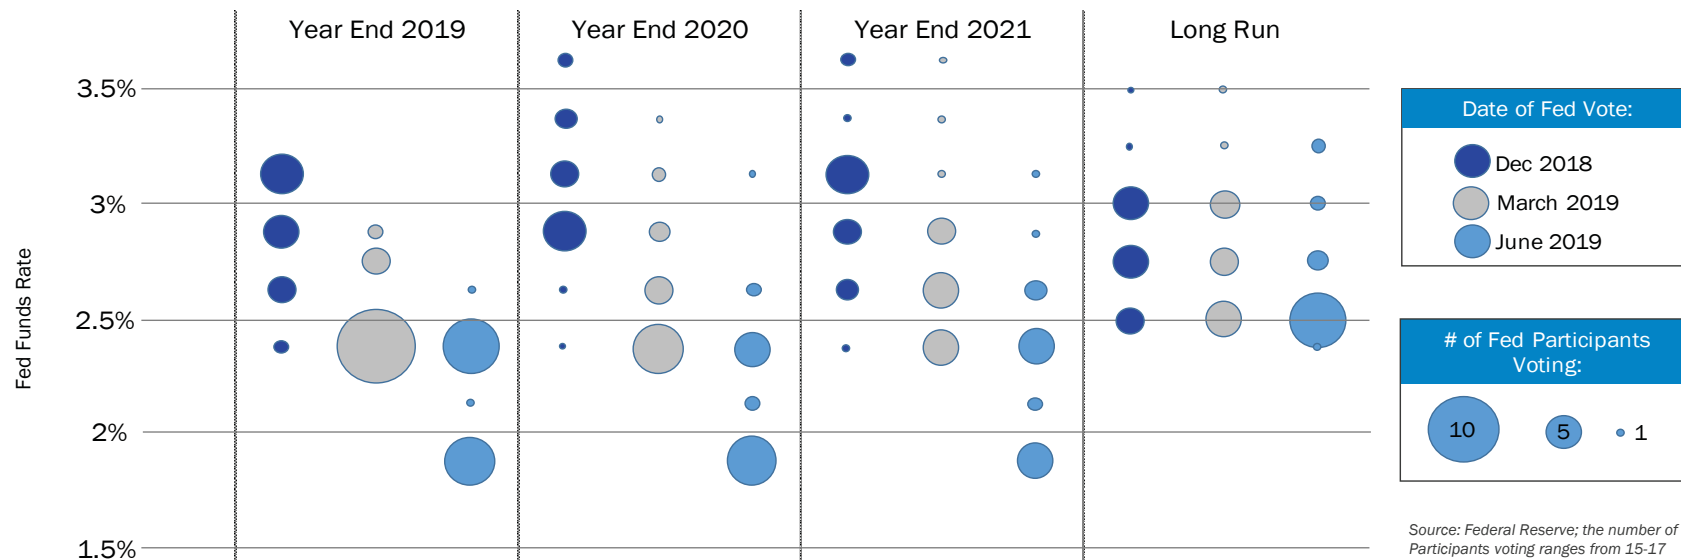 Year End 2019
Year End 2020
Year End 2021
Long Run
3.5%
3%
2.5%
2%
1.5%
Fed Funds Rate
Date of Fed Vote:
Dec 2018
March 2019
June 2019
# of Fed Participants
Voting:
10
5
1
Source: Federal Reserve; the number of
Participants voting ranges from 15-17